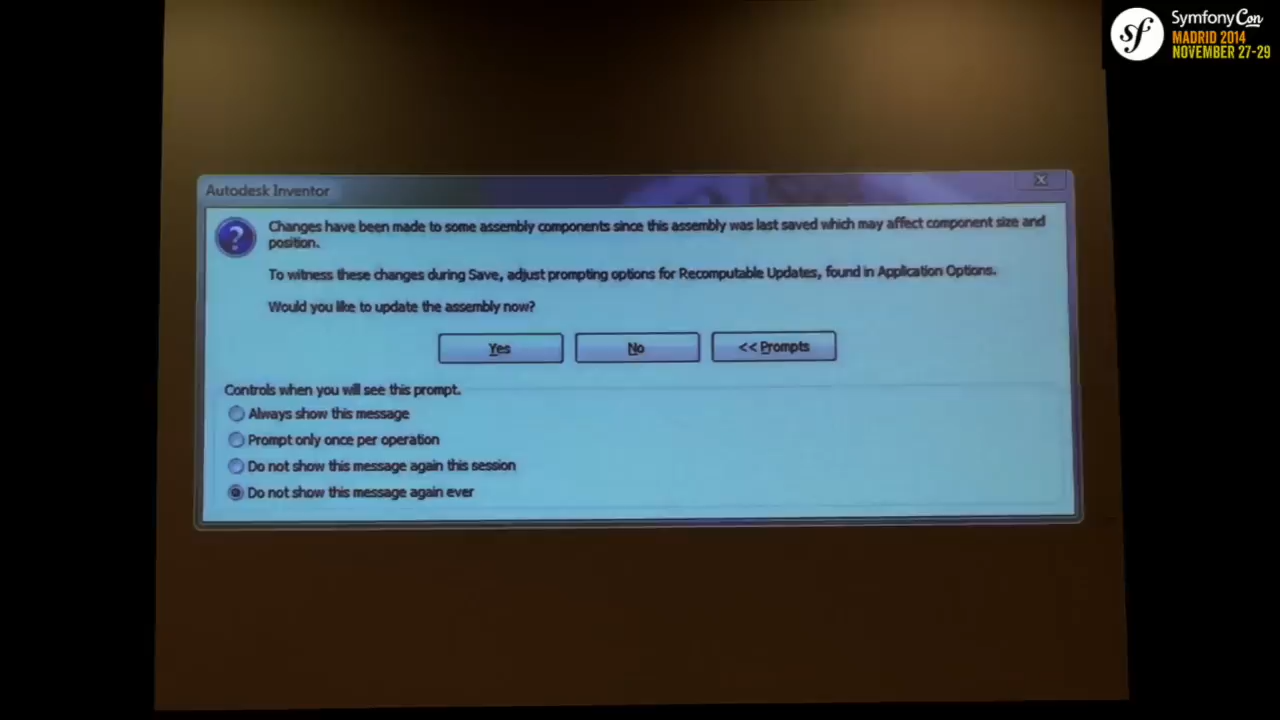 SymfonyCon
sf
MADRID 2014
NOVEMBER 27-29
Autodesk Inventor
X
Changes have been made to some assembly components since this assembly was last saved which may affect component size and
position.
To witness these changes during Save, adjust prompting options for Recomputable Updates, found in Application Options.
Would you like to update the assembly now?
Yes
No
<< Prompts
Controls when you will see this prompt.
Always show this message
Prompt only once per operation
Do not show this message again this session
Do not show this message again ever